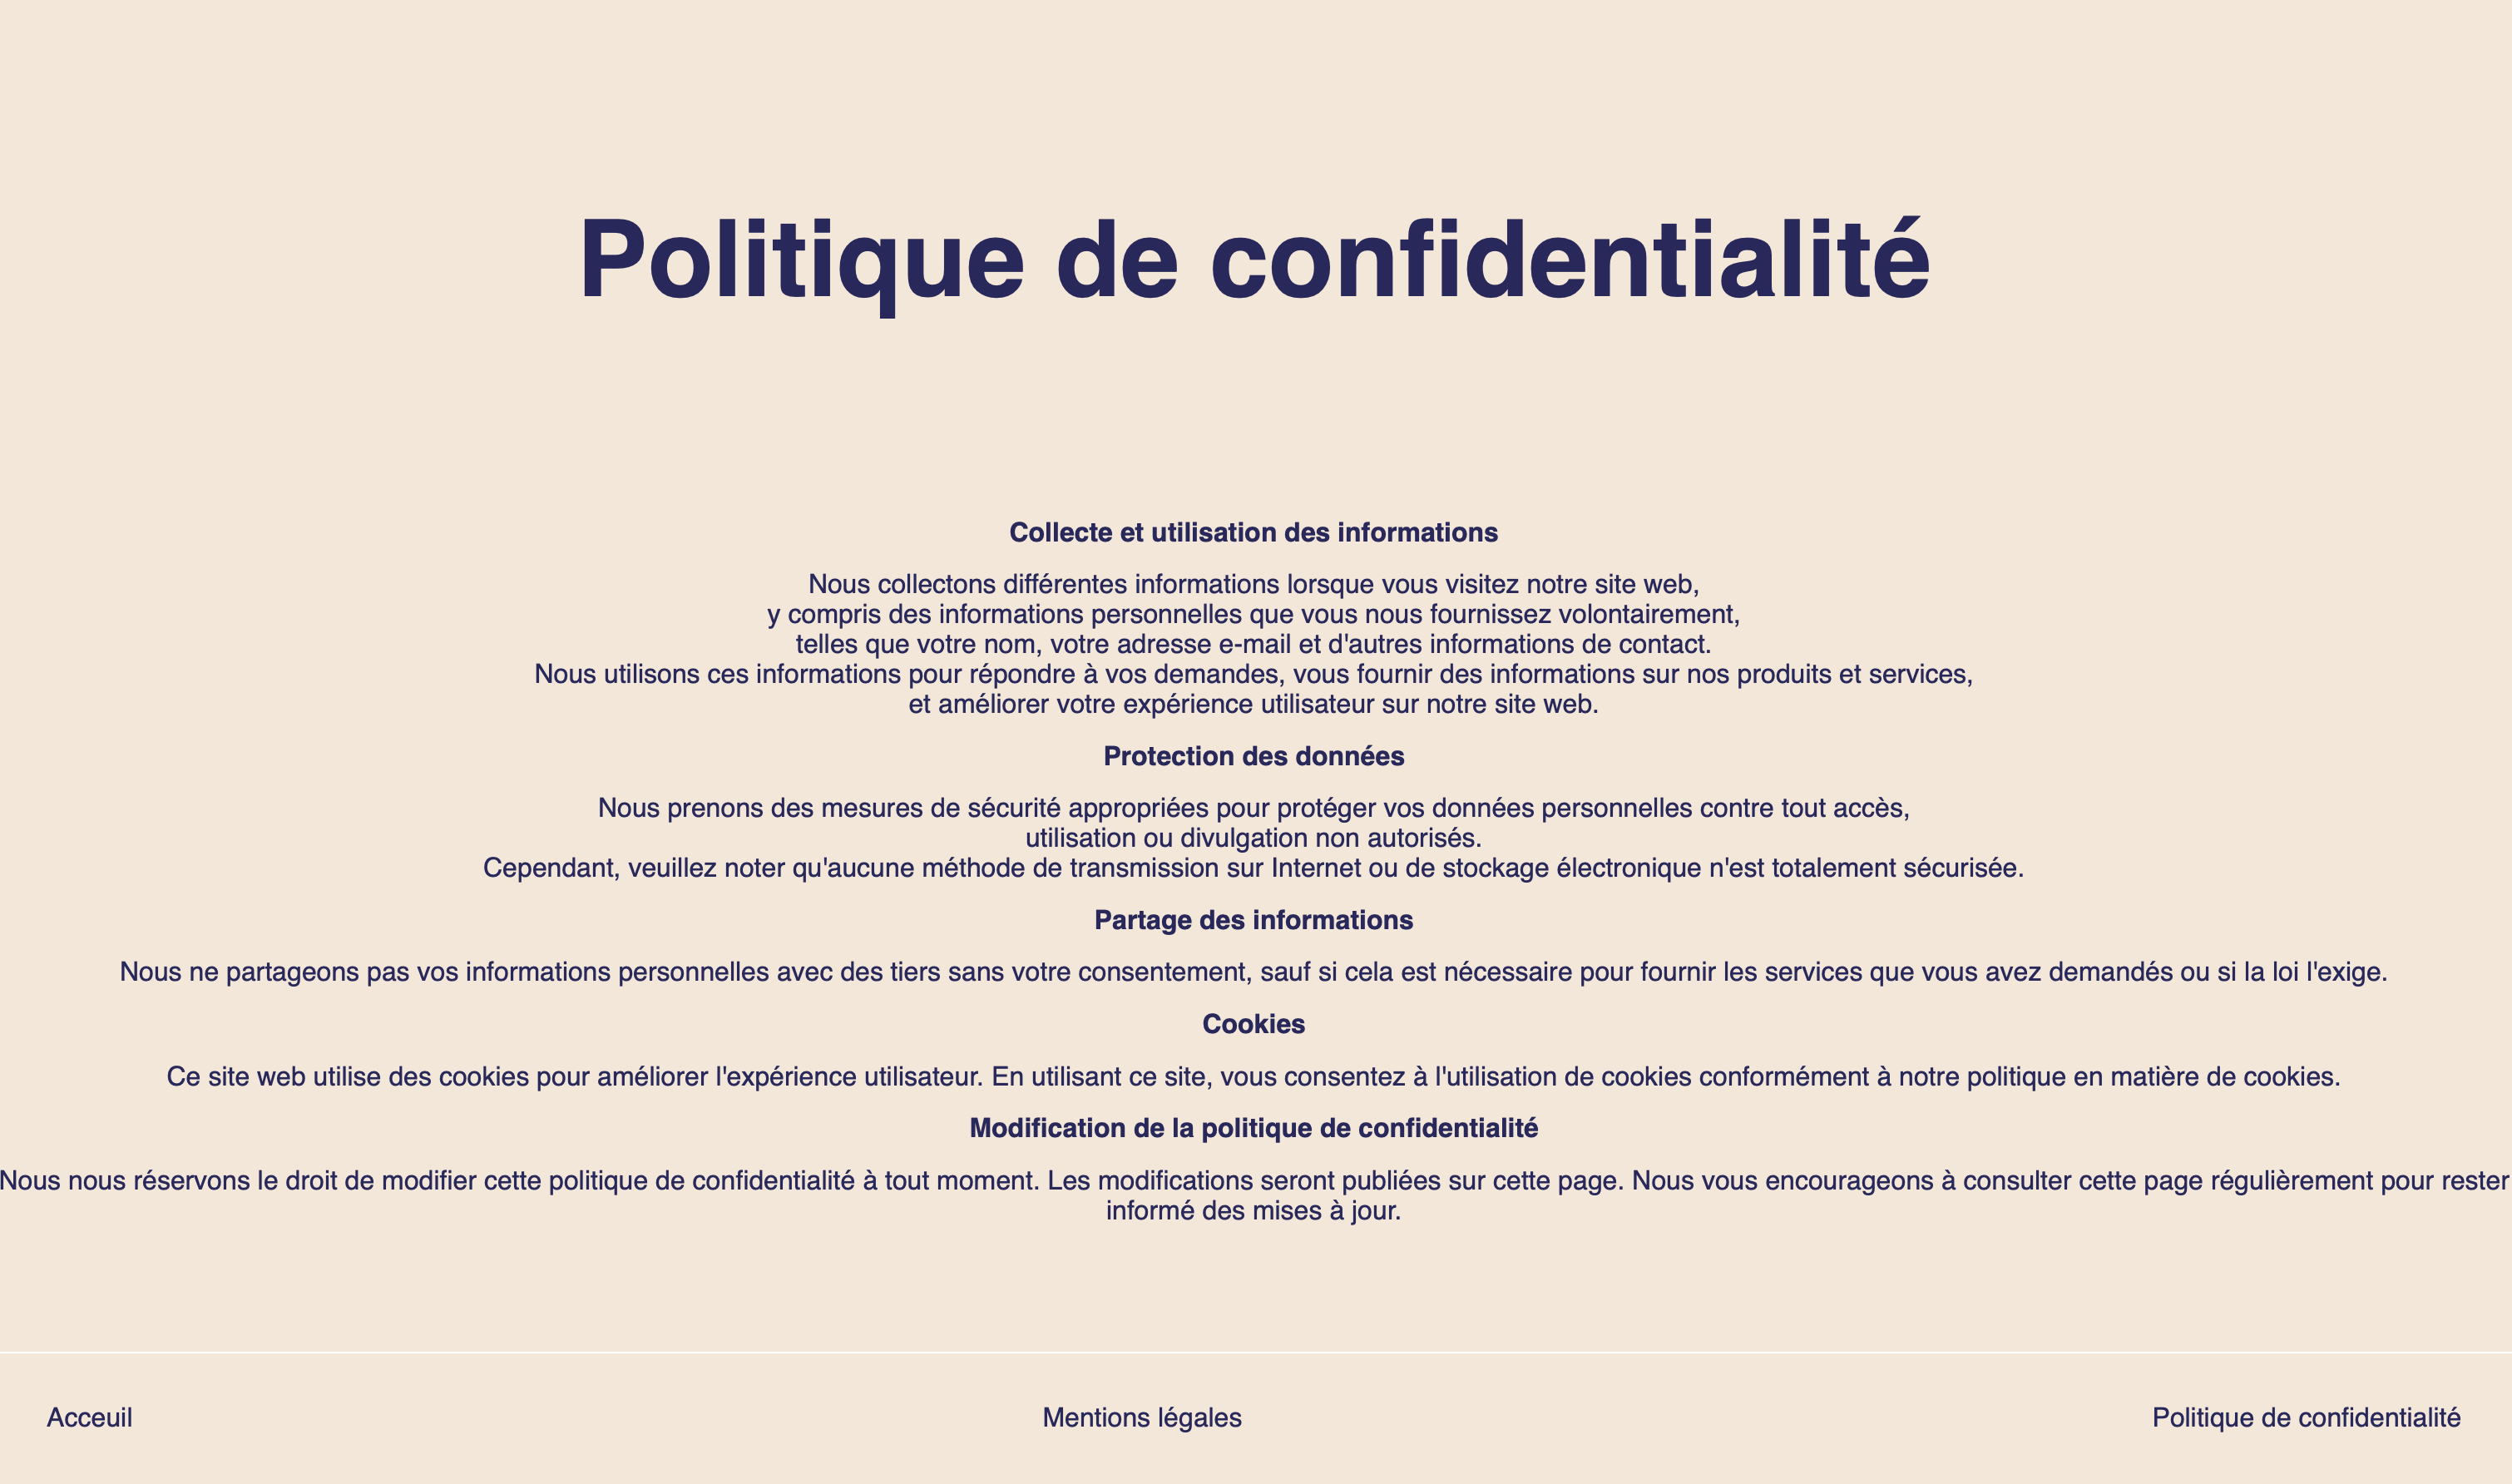 Politique de confidentialité
Collecte et utilisation des informations
Nous collectons différentes informations lorsque vous visitez notre site web,
y compris des informations personnelles que vous nous fournissez volontairement,
telles que votre nom, votre adresse e-mail et d'autres informations de contact.
Nous utilisons ces informations pour répondre à vos demandes, vous fournir des informations sur nos produits et services,
et améliorer votre expérience utilisateur sur notre site web.
Protection des données
Nous prenons des mesures de sécurité appropriées pour protéger vos données personnelles contre tout accès,
utilisation ou divulgation non autorisés.
Cependant, veuillez noter qu'aucune méthode de transmission sur Internet ou de stockage électronique n'est totalement sécurisée.
Partage des informations
Nous ne partageons pas vos informations personnelles avec des tiers sans votre consentement, sauf si cela est nécessaire pour fournir les services que vous avez demandés ou si la loi l'exige.
Cookies
Ce site web utilise des cookies pour améliorer l'expérience utilisateur. En utilisant ce site, vous consentez à l'utilisation de cookies conformément à notre politique en matière de cookies.
Modification de la politique de confidentialité
Nous nous réservons le droit de modifier cette politique de confidentialité à tout moment. Les modifications seront publiées sur cette page. Nous vous encourageons à consulter cette page régulièrement pour rester
informé des mises à jour.
Acceuil
Mentions légales
Politique de confidentialité